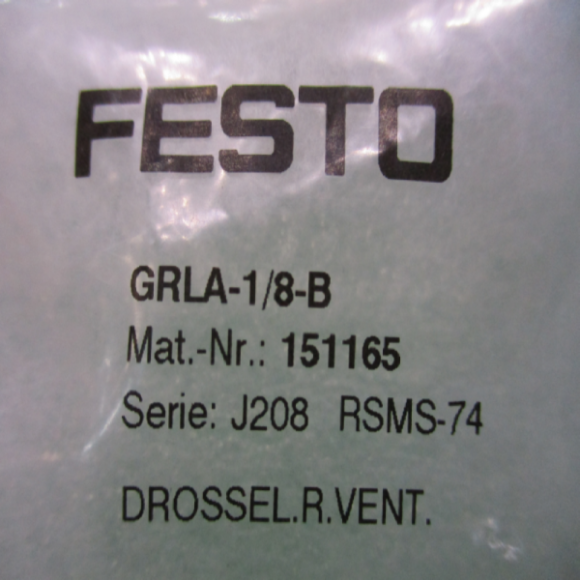 FESTO
GRLA-1/8-B
Mat.-Nr.: 151165
Serie: J208 RSMS-74
DROSSEL.R.VENT.